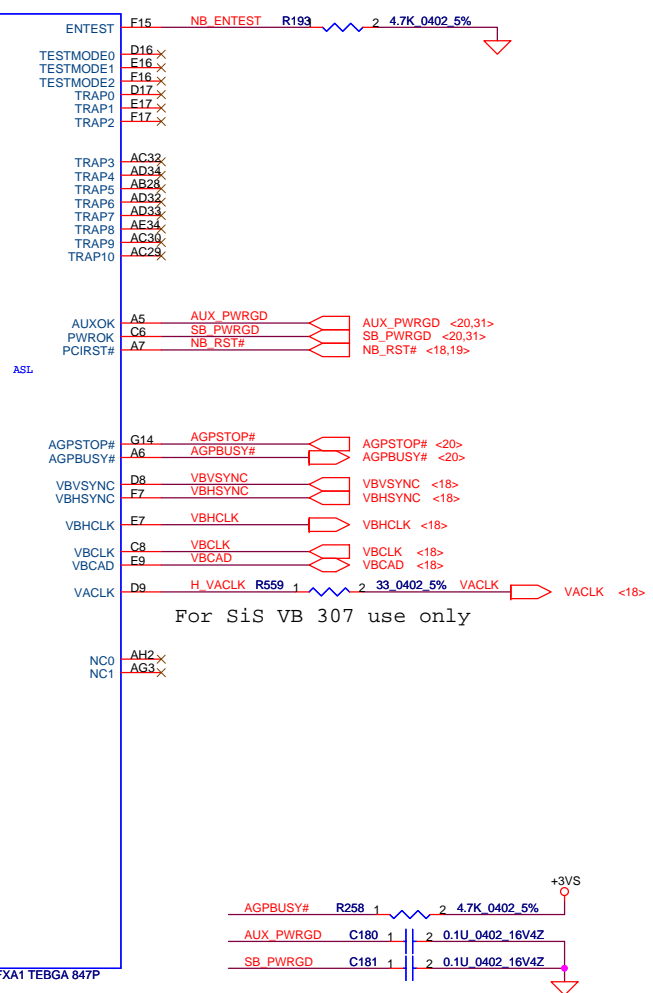 ENTEST F15 NB_ENTEST R193 1 2 4.7K_0402_5%
TESTMODE0 D16
TESTMODE1 E16
TESTMODE2 F16
TRAP0 D17
TRAP1 E17
TRAP2 F17
TRAP3 AC32
TRAP4 AD34
TRAP5 AB28
TRAP6 AD32
TRAP7 AD33
TRAP8 AE34
TRAP9 AC30
TRAP10 AC29
AUXOK A5 AUX_PWRGD AUX_PWRGD <20,31>
PWROK C6 SB_PWRGD SB_PWRGD <20,31>
PCIRST# A7 NB_RST# NB_RST# <18,19>
ASL
AGPSTOP# G14 AGPSTOP# AGPSTOP# <20>
AGPBUSY# A6 AGPBUSY# AGPBUSY# <20>
VBVSYNC D8 VBVSYNC VBVSYNC <18>
VBHSYNC F7 VBHSYNC VBHSYNC <18>
VBHCLK E7 VBHCLK VBHCLK <18>
VBCLK C8 VBCLK VBCLK <18>
VBCAD E9 VBCAD VBCAD <18>
VACLK D9 H_VACLK R559 1 2 33_0402_5% VACLK VACLK <18>
For SiS VB 307 use only
NC0 AH2
NC1 AG3
+3VS
AGPBUSY# R258 1 2 4.7K_0402_5%
AUX_PWRGD C180 1 2 0.1U_0402_16V4Z
SB_PWRGD C181 1 2 0.1U_0402_16V4Z
FXA1 TEBGA 847P